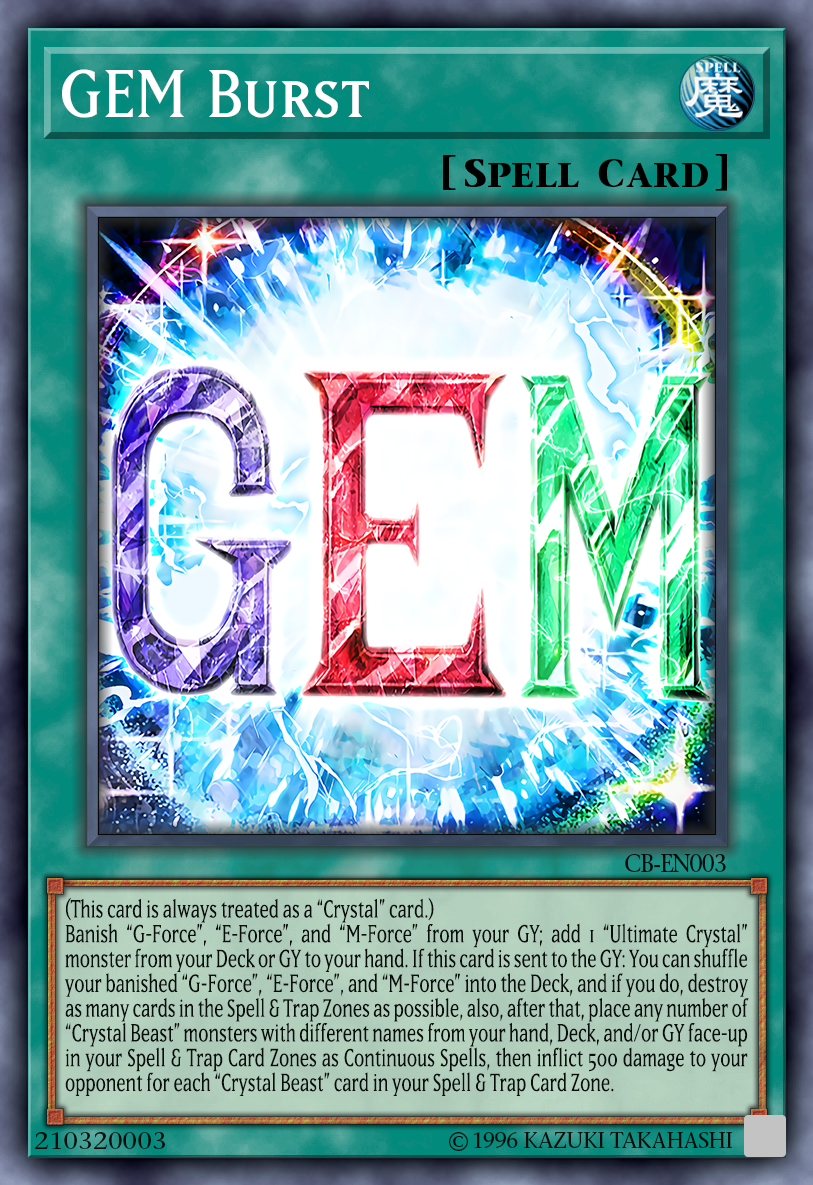 GEM Burst
SPELL
魔
[Spell Card]
GEM
CB-EN003
(This card is always treated as a “Crystal” card.)
Banish “G-Force”, “E-Force”, and “M-Force” from your GY; add 1 “Ultimate Crystal”
monster from your Deck or GY to your hand. If this card is sent to the GY: You can shuffle
your banished “G-Force”, “E-Force”, and “M-Force” into the Deck, and if you do, destroy
as many cards in the Spell & Trap Zones as possible, also, after that, place any number of
“Crystal Beast” monsters with different names from your hand, Deck, and/or GY face-up
in your Spell & Trap Card Zones as Continuous Spells, then inflict 500 damage to your
opponent for each “Crystal Beast” card in your Spell & Trap Card Zone.
210320003
© 1996 KAZUKI TAKAHASHI